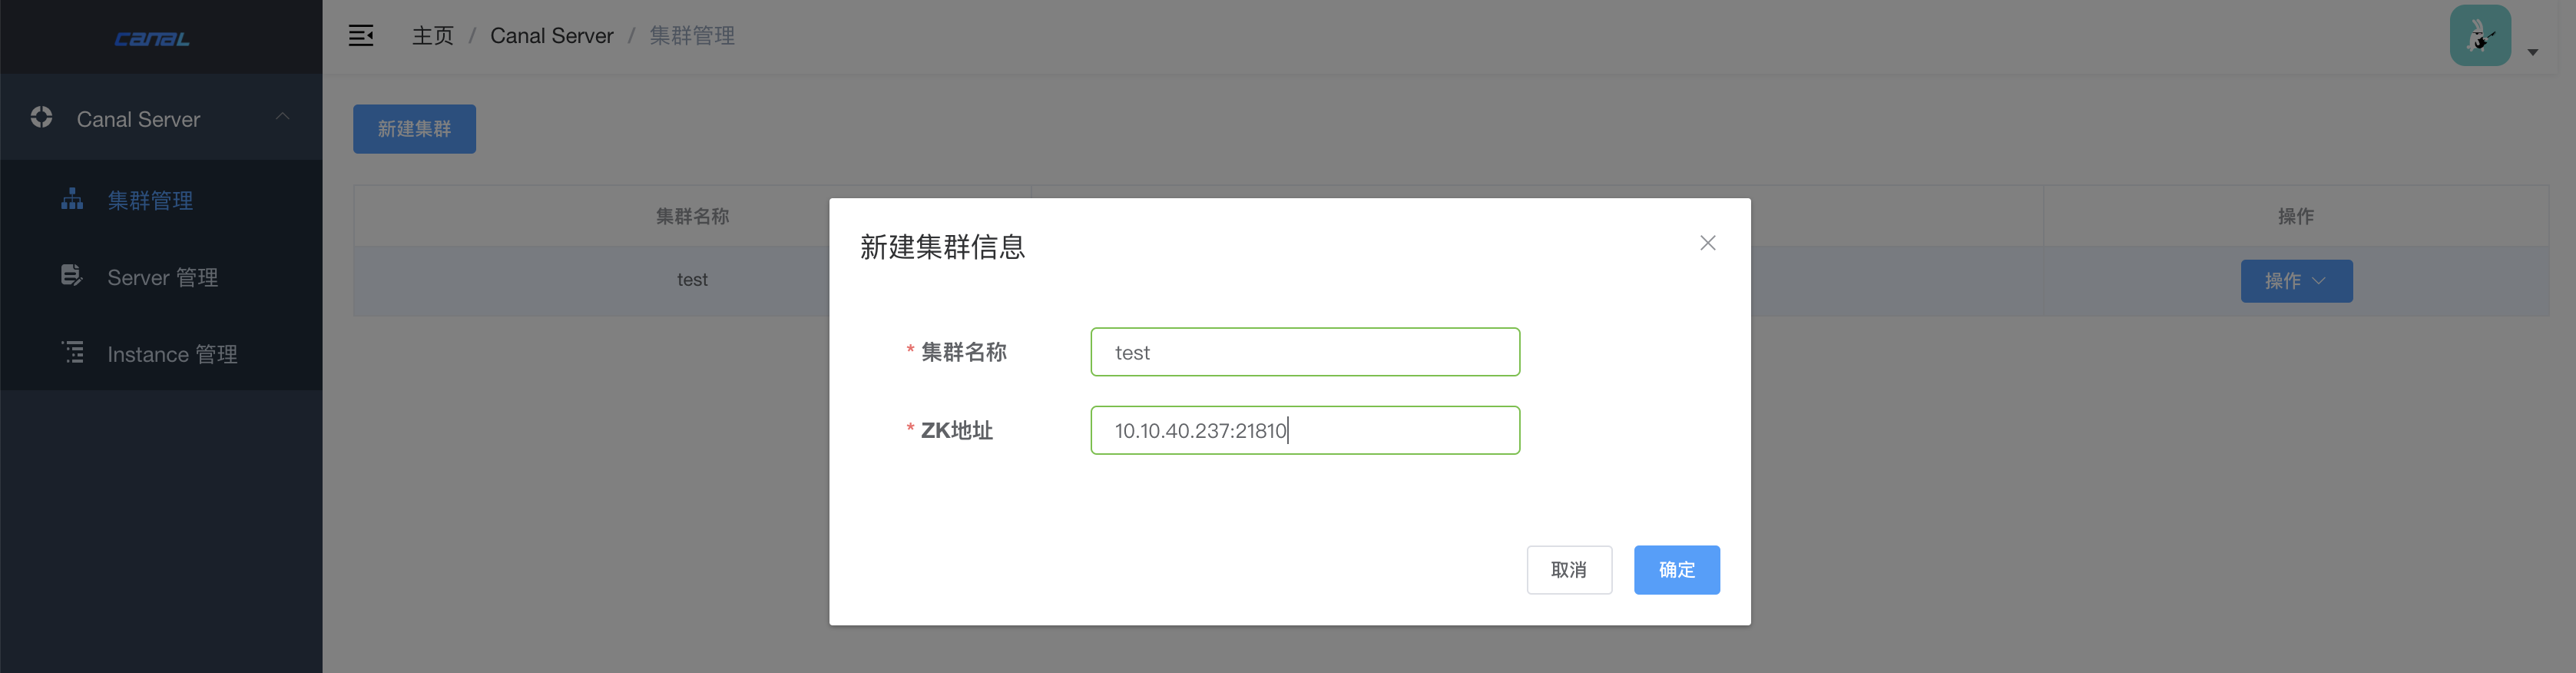 CANAL
主页 / Canal Server / 集群管理
Canal Server
集群管理
Server 管理
Instance 管理
新建集群
集群名称
操作
test
操作
新建集群信息
* 集群名称
test
* ZK地址
10.10.40.237:21810
取消
确定